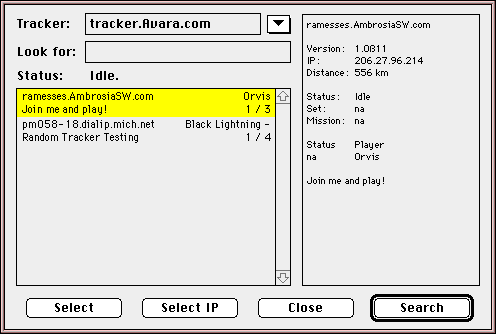 Tracker: tracker.Avara.com
Look for:
Status: Idle.
ramesses.AmbrosiaSW.com Orvis
Join me and play! 1 / 3
pm058-18.dialip.mich.net Black Lightning -
Random Tracker Testing 1 / 4
ramesses.AmbrosiaSW.com
Version: 1.0ß11
IP: 206.27.96.214
Distance: 556 km
Status: Idle
Set: na
Mission: na
Status Player
na Orvis
Join me and play!
Select Select IP Close Search